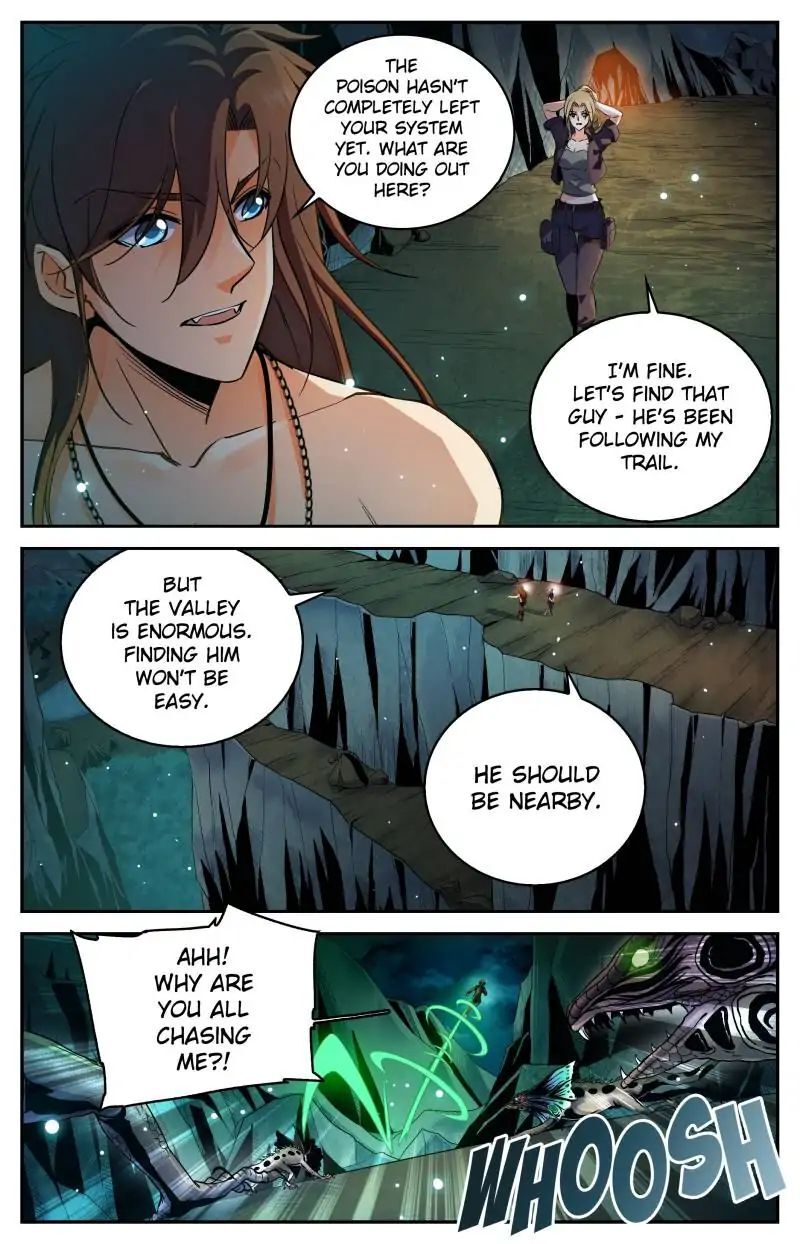 THE
POISON HASN'T
COMPLETELY LEFT
YOUR SYSTEM
YET. WHAT ARE
YOU DOING OUT
HERE?
I'M FINE.
LET'S FIND THAT
GUY - HE'S BEEN
FOLLOWING MY
TRAIL.
BUT
THE VALLEY
IS ENORMOUS.
FINDING HIM
WON'T BE
EASY.
HE SHOULD
BE NEARBY.
AHH!
WHY ARE
YOU ALL
CHASING
ME?!
WHOOSH